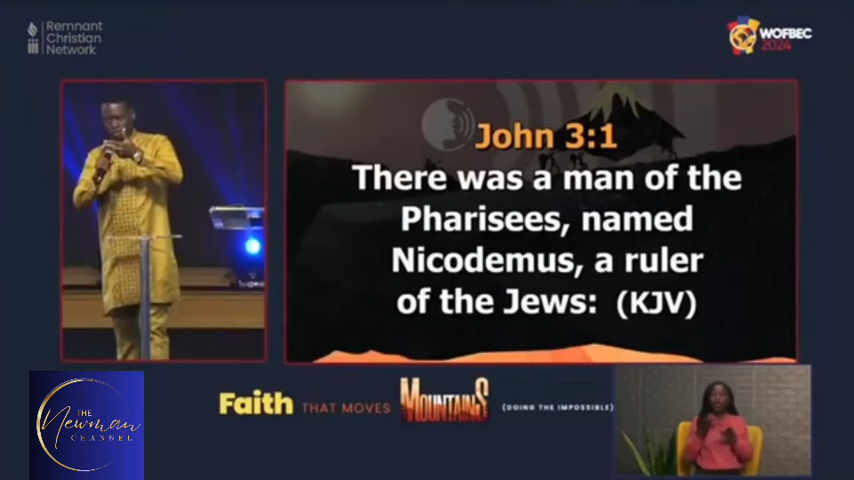 Remnant
Christian
Network
WOFBEC
2024
John 3:1
There was a man of the
Pharisees, named
Nicodemus, a ruler
of the Jews: (KJV)
Faith THAT MOVES MOUNTAINS (DOING THE IMPOSSIBLE)
THE
Newman
CHANNEL